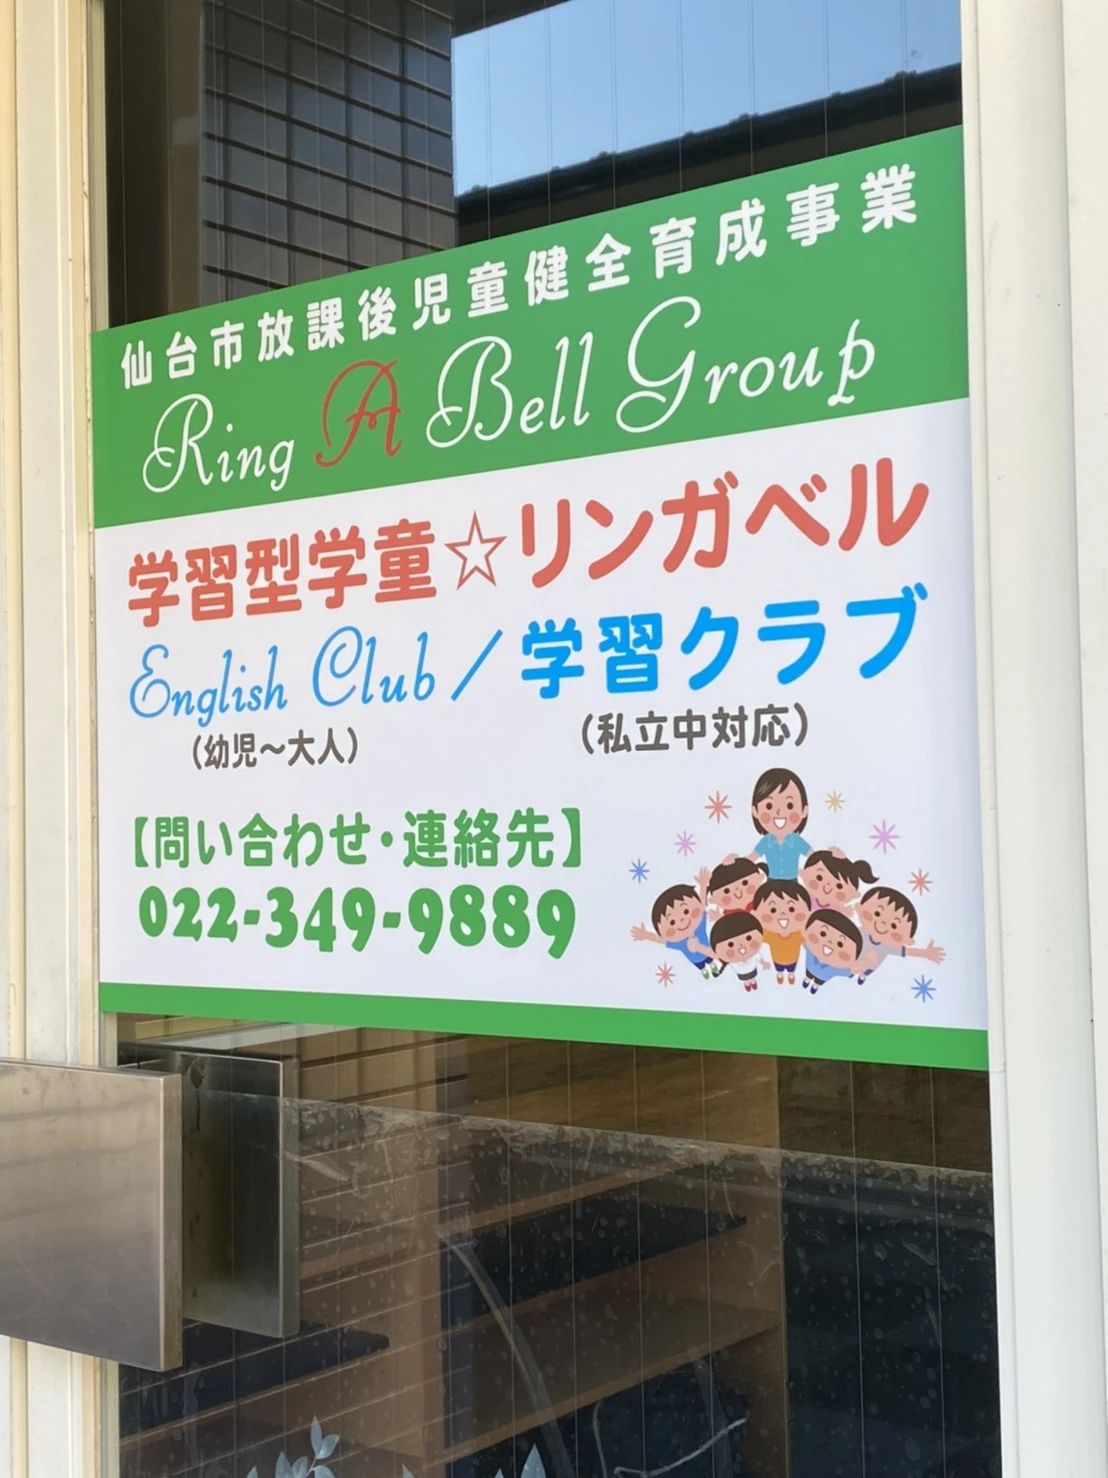 仙台市放課後児童健全育成事業
Ring A Bell Group
学習型学童☆リンガベル
English Club/学習クラブ
(幼児～大人) (私立中対応)
【問い合わせ・連絡先】
022-349-9889